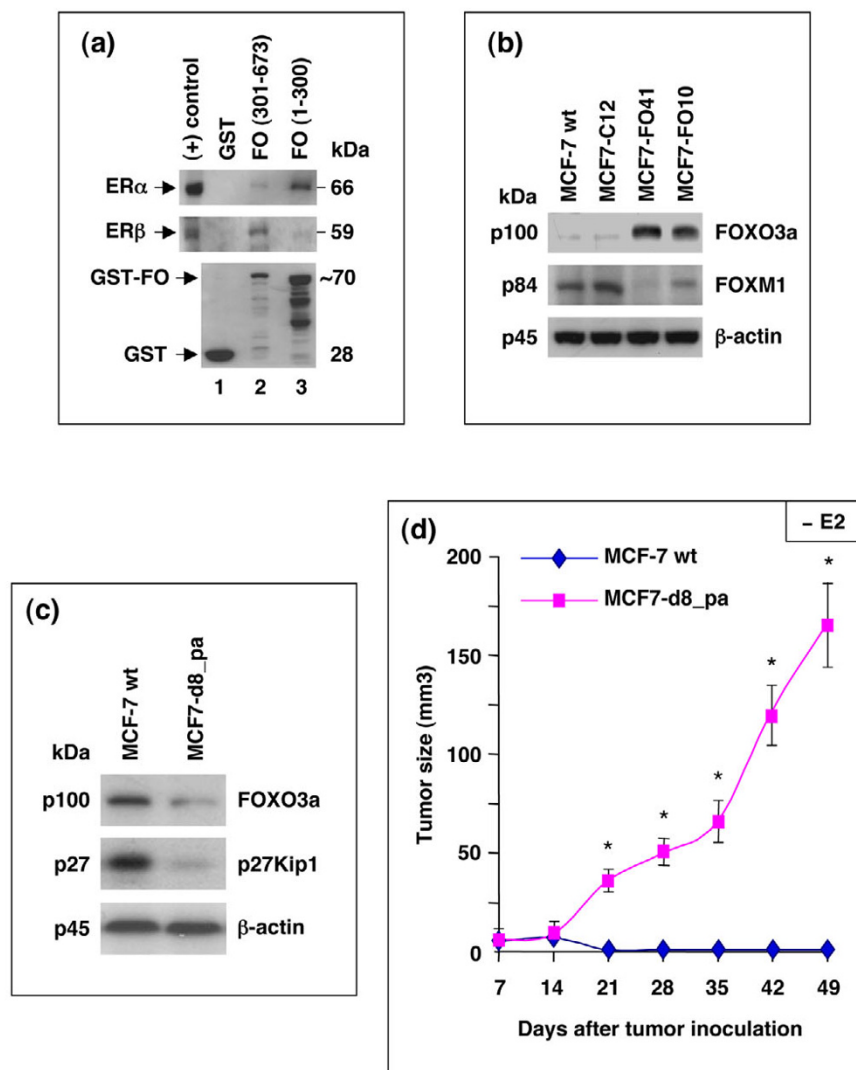 (a)
(+) control
GST
FO (301-673)
FO (1-300)
kDa
ERα
66
ERβ
59
GST-FO
~70
GST
28
1 2 3
(b)
MCF-7 wt
MCF7-C12
MCF7-FO41
MCF7-FO10
kDa
p100 FOXO3a
p84 FOXM1
p45 β-actin
(c)
MCF-7 wt
MCF7-d8_pa
kDa
p100 FOXO3a
p27 p27Kip1
p45 β-actin
(d)
– E2
MCF-7 wt
MCF7-d8_pa
Tumor size (mm3)
200
150
100
50
0
* * * * *
7 14 21 28 35 42 49
Days after tumor inoculation